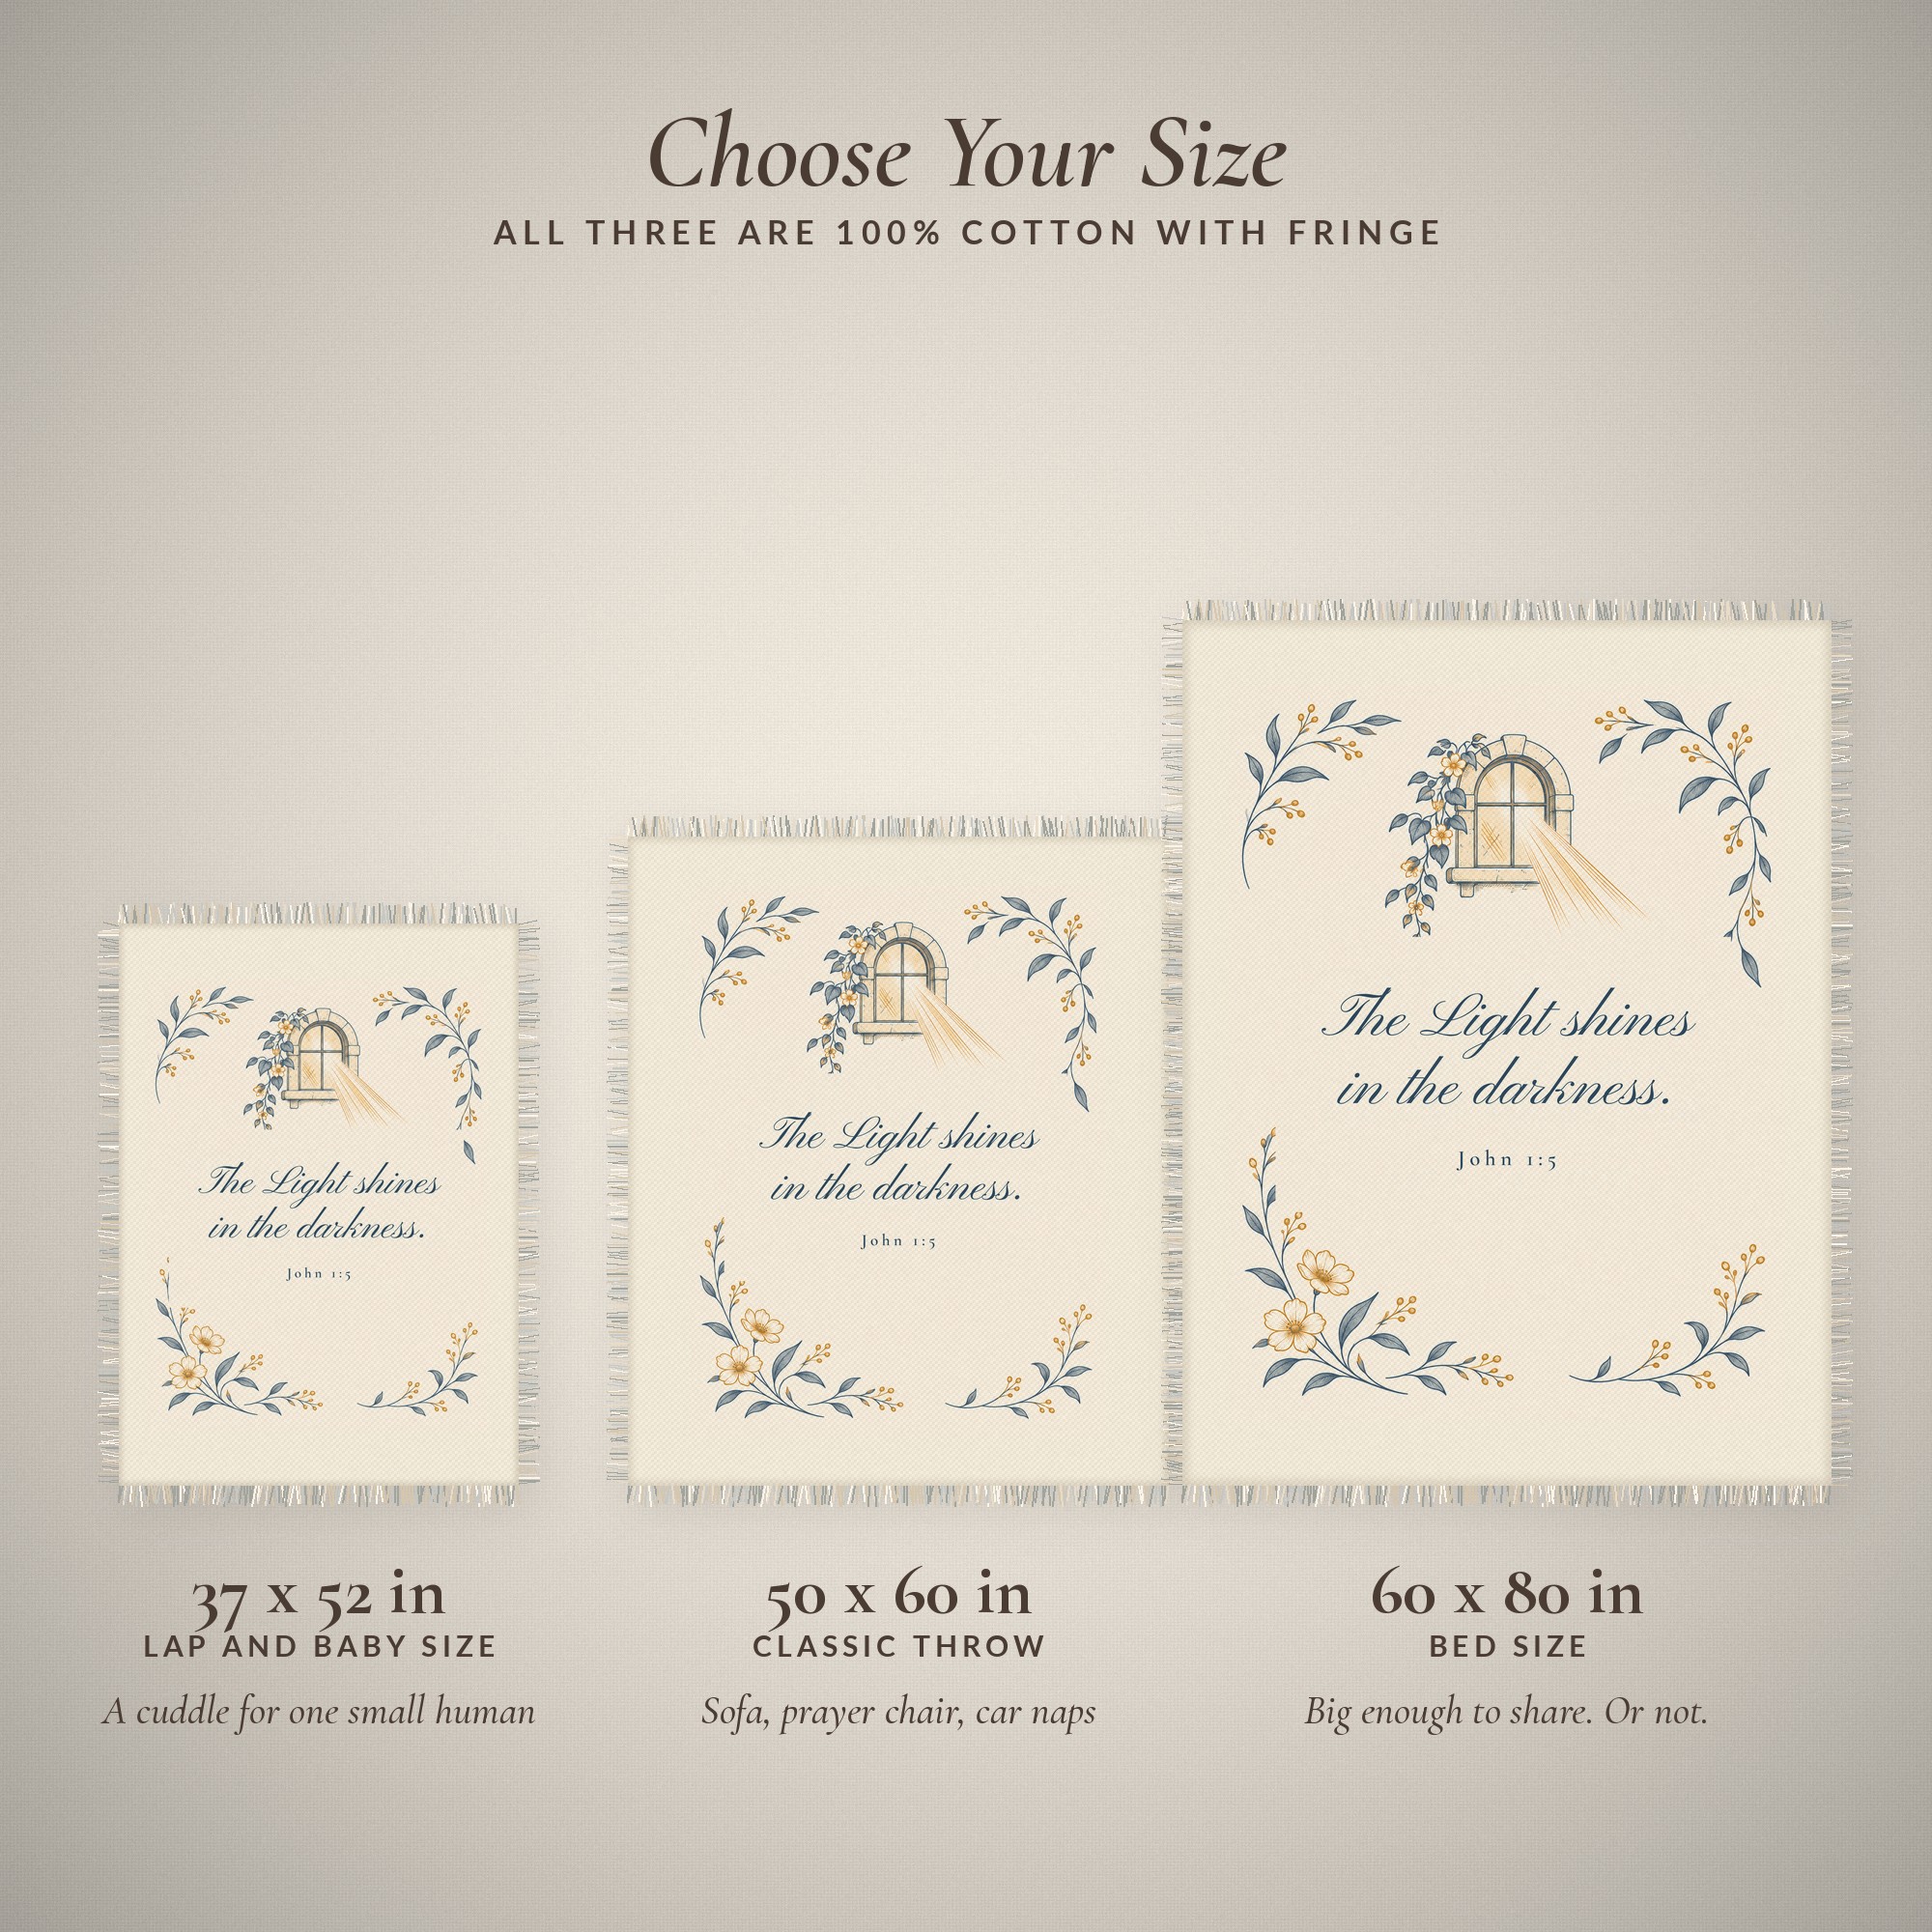 Choose Your Size
ALL THREE ARE 100% COTTON WITH FRINGE
The Light shines
in the darkness.
John 1:5
The Light shines
in the darkness.
John 1:5
The Light shines
in the darkness.
John 1:5
37 x 52 in
LAP AND BABY SIZE
A cuddle for one small human
50 x 60 in
CLASSIC THROW
Sofa, prayer chair, car naps
60 x 80 in
BED SIZE
Big enough to share. Or not.